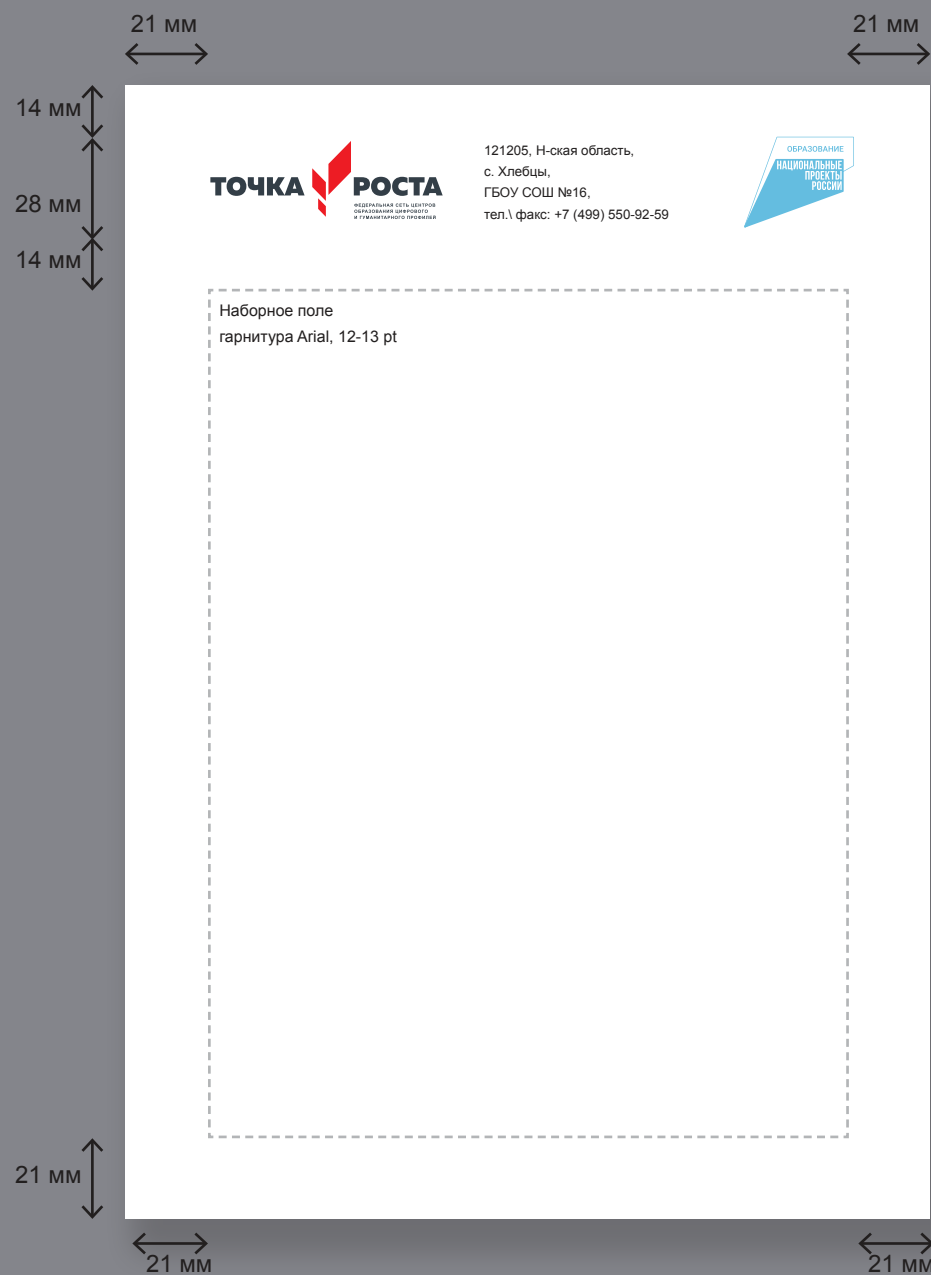 21 мм
21 мм
14 мм
28 мм
14 мм
ТОЧКА РОСТА
ФЕДЕРАЛЬНАЯ СЕТЬ ЦЕНТРОВ
ОБРАЗОВАНИЯ ЦИФРОВОГО
И ГУМАНИТАРНОГО ПРОФИЛЕЙ
121205, Н-ская область,
с. Хлебцы,
ГБОУ СОШ №16,
тел.\ факс: +7 (499) 550-92-59
ОБРАЗОВАНИЕ
НАЦИОНАЛЬНЫЕ
ПРОЕКТЫ
РОССИИ
Наборное поле
гарнитура Arial, 12-13 pt
21 мм
21 мм
21 мм